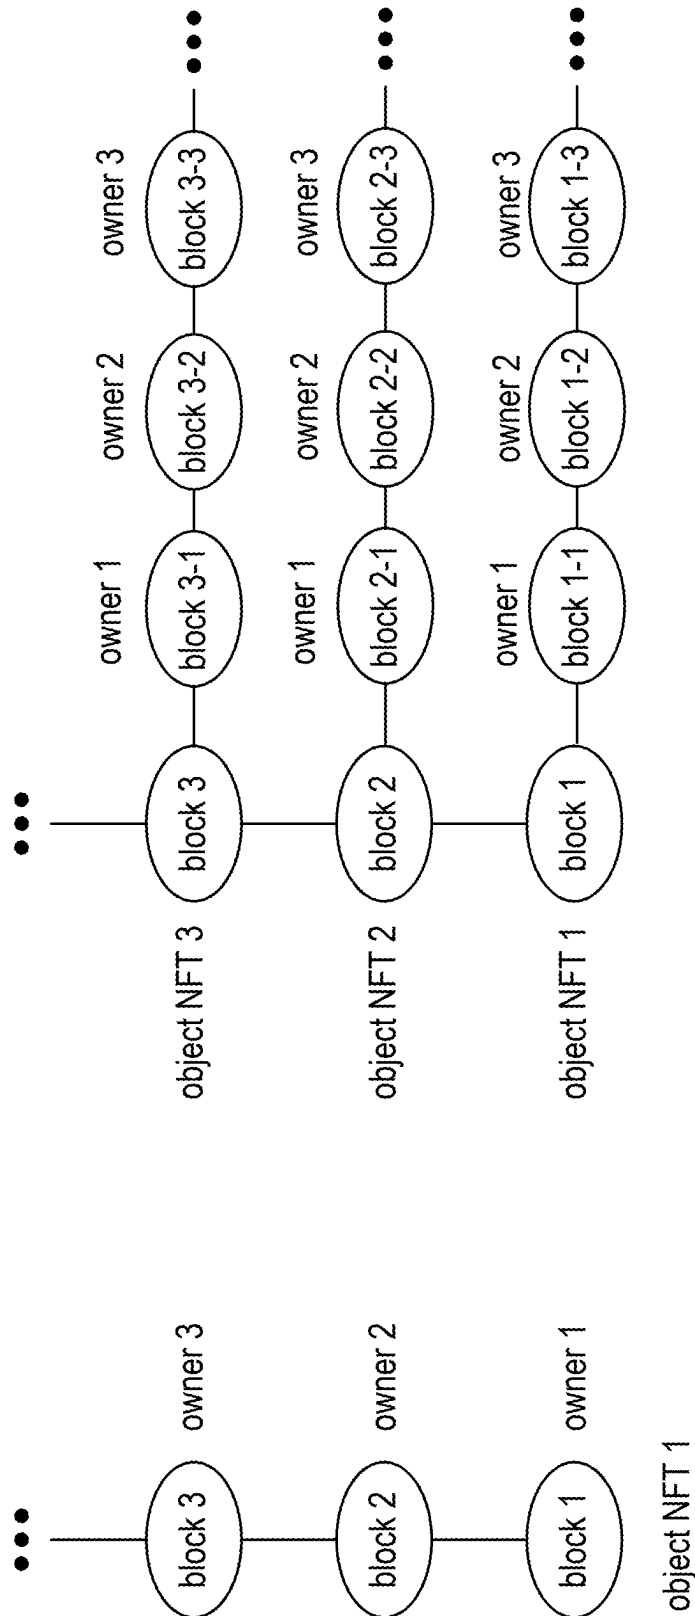 block 3 owner 3
block 2 owner 2
block 1 owner 1
object NFT 1
owner 1 owner 2 owner 3
object NFT 3 block 3 block 3-1 block 3-2 block 3-3
owner 1 owner 2 owner 3
object NFT 2 block 2 block 2-1 block 2-2 block 2-3
owner 1 owner 2 owner 3
object NFT 1 block 1 block 1-1 block 1-2 block 1-3